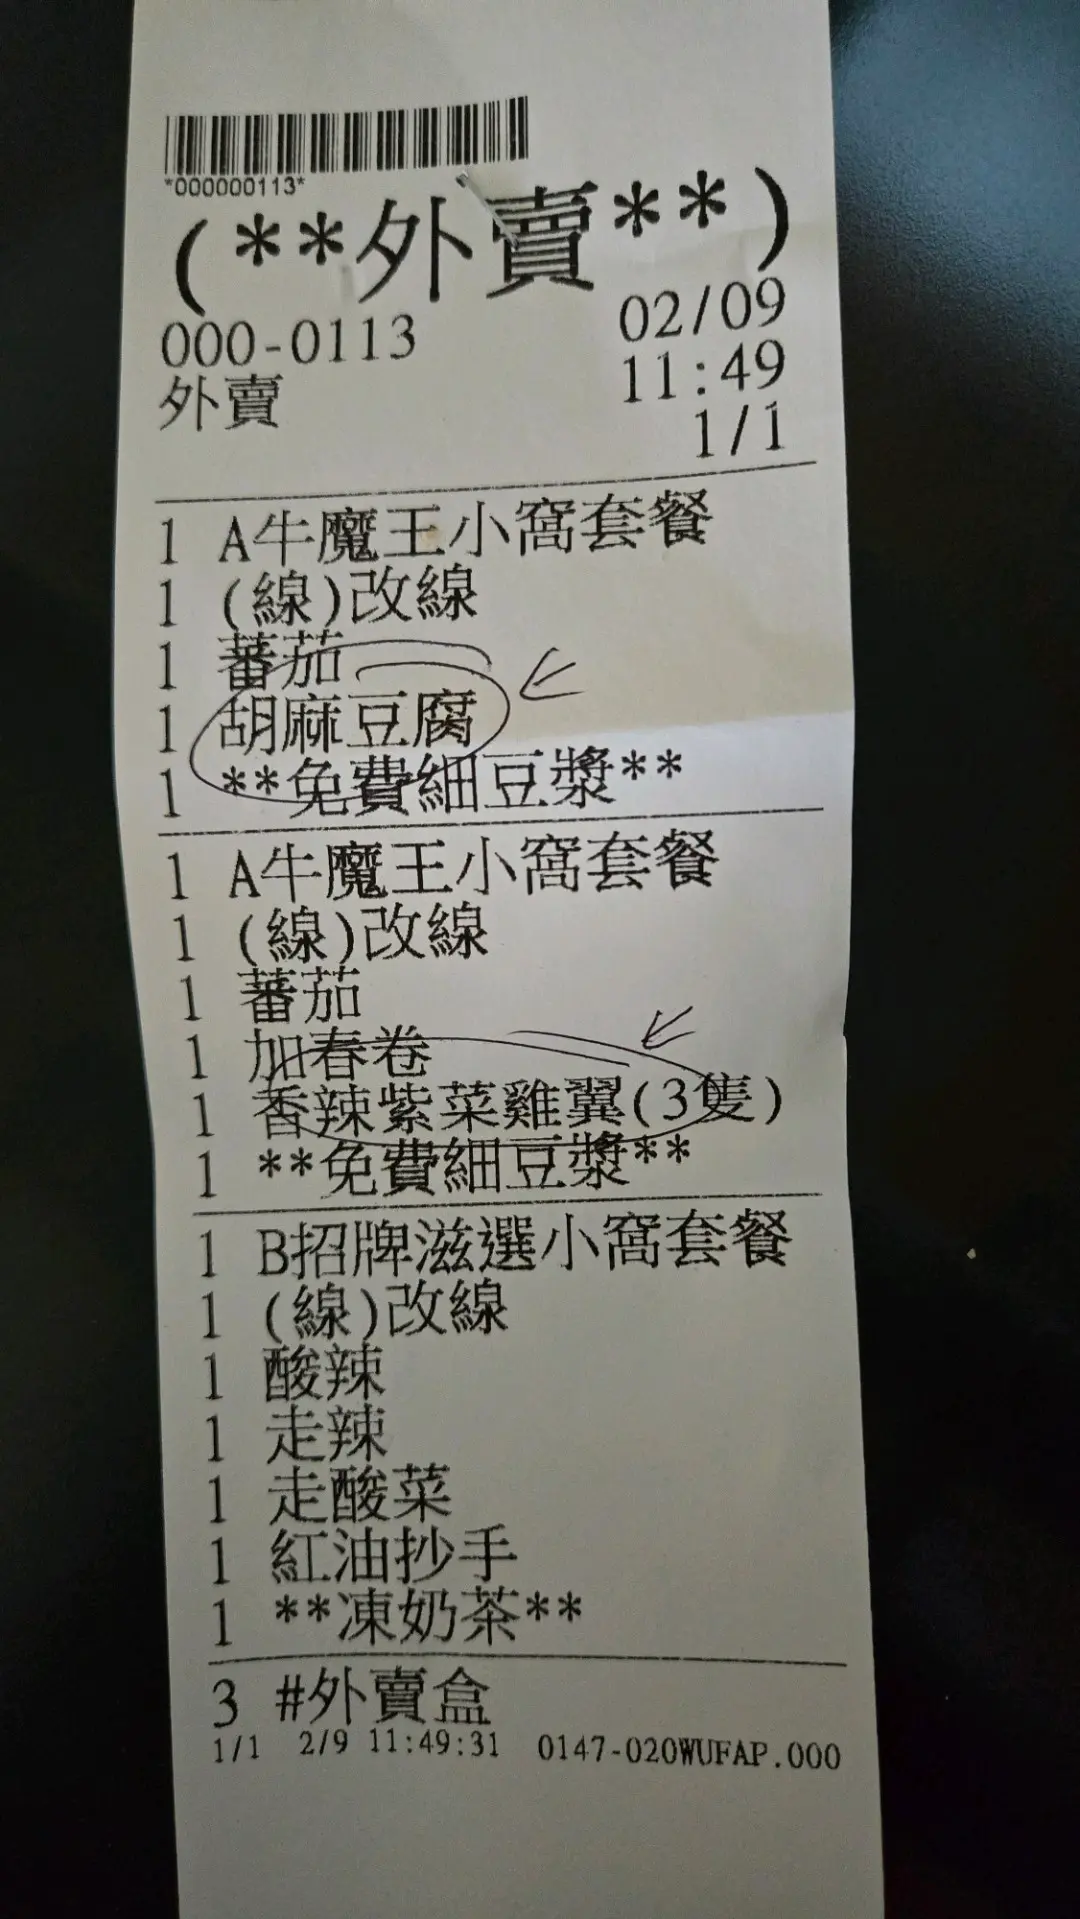 *000000113*
(**外賣**)
000-0113 02/09
外賣 11:49
1/1
1 A牛魔王小窩套餐
1 (線)改線
1 蕃茄
1 胡麻豆腐
1 **免費細豆漿**
1 A牛魔王小窩套餐
1 (線)改線
1 蕃茄
1 加春卷
1 香辣紫菜雞翼(3隻)
1 **免費細豆漿**
1 B招牌滋選小窩套餐
1 (線)改線
1 酸辣
1 走辣
1 走酸菜
1 紅油抄手
1 **凍奶茶**
3 #外賣盒
1/1 2/9 11:49:31 0147-020WUFAP.000